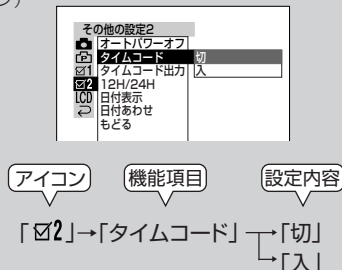 )
その他の設定2
オートパワーオフ
タイムコード 切
タイムコード出力 入
12H/24H
日付表示
日付あわせ
もどる
P
☑1
☑2
LCD
アイコン 機能項目 設定内容
「☑2」→「タイムコード」→「切」
→「入」